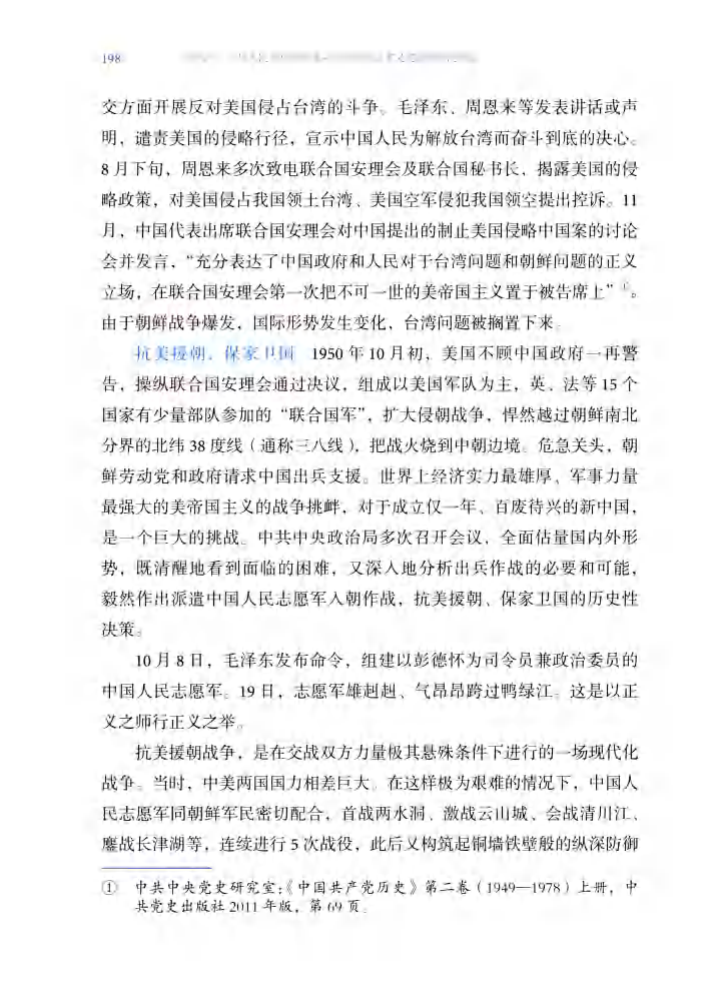 198
交方面开展反对美国侵占台湾的斗争。毛泽东、周恩来等发表讲话或声
明，谴责美国的侵略行径，宣示中国人民为解放台湾而奋斗到底的决心。
8 月下旬，周恩来多次致电联合国安理会及联合国秘书长，揭露美国的侵
略政策，对美国侵占我国领土台湾、美国空军侵犯我国领空提出控诉。11
月，中国代表出席联合国安理会对中国提出的制止美国侵略中国案的讨论
会并发言，“充分表达了中国政府和人民对于台湾问题和朝鲜问题的正义
立场，在联合国安理会第一次把不可一世的美帝国主义置于被告席上”①。
由于朝鲜战争爆发，国际形势发生变化，台湾问题被搁置下来。
抗美援朝、保家卫国 1950 年 10 月初，美国不顾中国政府一再警
告，操纵联合国安理会通过决议，组成以美国军队为主，英、法等 15 个
国家有少量部队参加的“联合国军”，扩大侵朝战争，悍然越过朝鲜南北
分界的北纬 38 度线（通称三八线），把战火烧到中朝边境。危急关头，朝
鲜劳动党和政府请求中国出兵支援。世界上经济实力最雄厚、军事力量
最强大的美帝国主义的战争挑衅，对于成立仅一年、百废待兴的新中国，
是一个巨大的挑战。中共中央政治局多次召开会议，全面估量国内外形
势，既清醒地看到面临的困难，又深入地分析出兵作战的必要和可能，
毅然作出派遣中国人民志愿军入朝作战，抗美援朝、保家卫国的历史性
决策。
10 月 8 日，毛泽东发布命令，组建以彭德怀为司令员兼政治委员的
中国人民志愿军。19 日，志愿军雄赳赳、气昂昂跨过鸭绿江。这是以正
义之师行正义之举。
抗美援朝战争，是在交战双方力量极其悬殊条件下进行的一场现代化
战争。当时，中美两国国力相差巨大。在这样极为艰难的情况下，中国人
民志愿军同朝鲜军民密切配合，首战两水洞、激战云山城、会战清川江、
鏖战长津湖等，连续进行 5 次战役，此后又构筑起铜墙铁壁般的纵深防御
① 中共中央党史研究室：《中国共产党历史》第二卷（1949—1978）上册，中
共党史出版社 2011 年版，第 69 页。